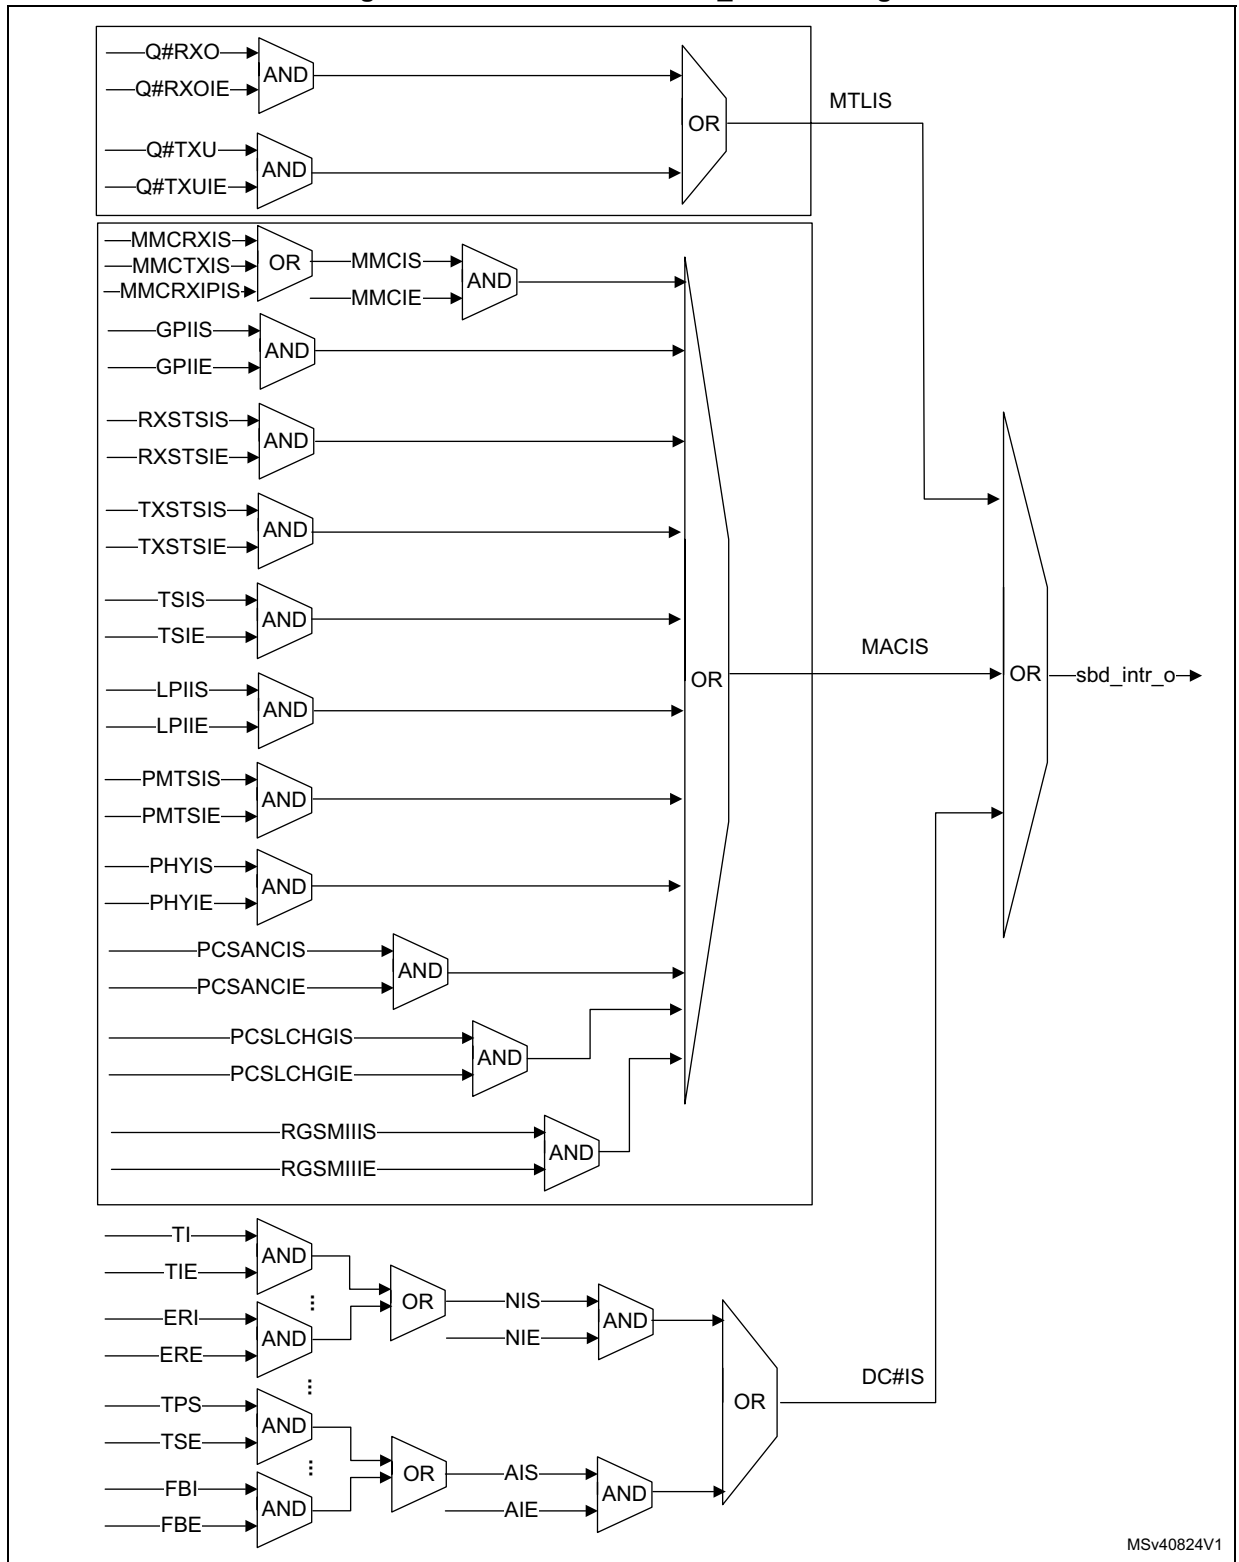 Q#RXO
AND
Q#RXOIE
MTLIS
OR
Q#TXU
AND
Q#TXUIE
MMCRXIS
MMCTXIS
OR
MMCIS
AND
MMCRXIPIS
MMCIE
GPIIS
AND
GPIIE
RXSTSIS
AND
RXSTSIE
TXSTSIS
AND
TXSTSIE
TSIS
AND
TSIE
MACIS
LPIIS
AND
LPIIE
OR
OR
sbd_intr_o
PMTSIS
AND
PMTSIE
PHYIS
AND
PHYIE
PCSANCIS
AND
PCSANCIE
PCSLCHGIS
AND
PCSLCHGIE
RGSMIIIS
AND
RGSMIIIE
TI
AND
TIE
...
OR
NIS
AND
NIE
ERI
AND
ERE
...
DC#IS
OR
TPS
AND
TSE
...
OR
AIS
AND
AIE
FBI
AND
FBE
MSv40824V1